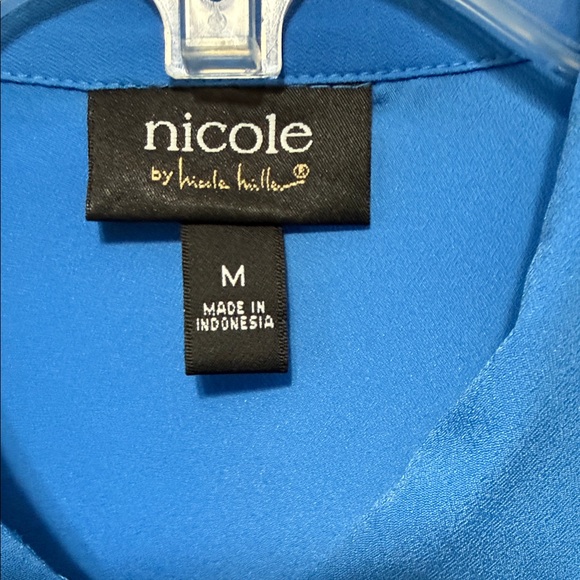 nicole
by nicole miller®
M
MADE IN
INDONESIA